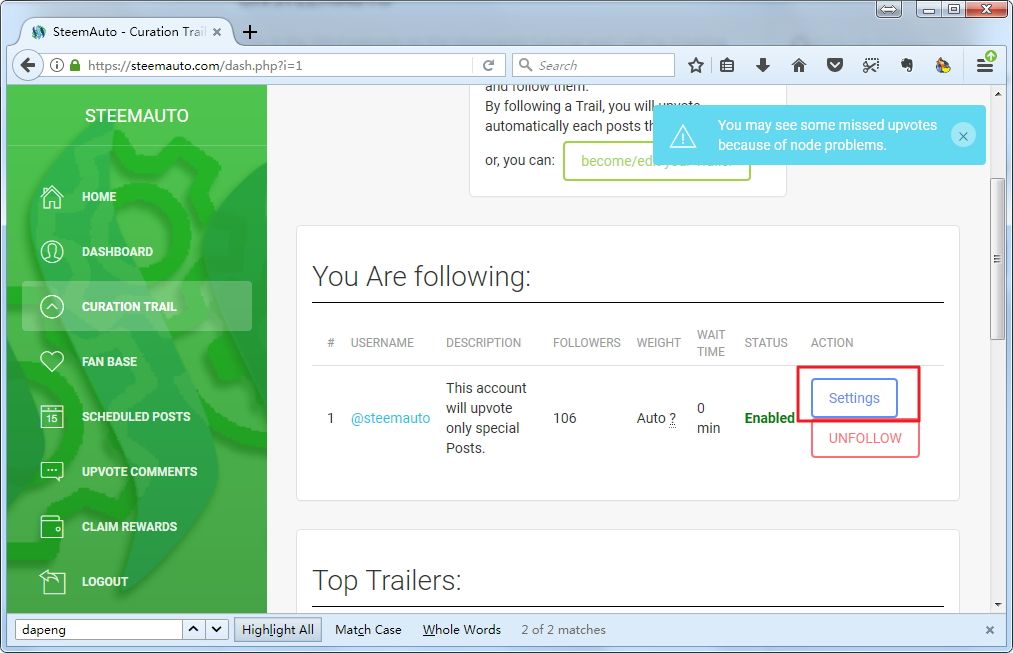 SteemAuto - Curation Trail
https://steemauto.com/dash.php?i=1
Search
STEEMAUTO
HOME
DASHBOARD
CURATION TRAIL
FAN BASE
15
SCHEDULED POSTS
UPVOTE COMMENTS
CLAIM REWARDS
LOGOUT
and follow them.
By following a Trail, you will upvote
automatically each posts
or, you can:
become/edit your
You may see some missed upvotes
because of node problems.
You Are following:
# USERNAME DESCRIPTION FOLLOWERS WEIGHT WAIT TIME STATUS ACTION
1 @steemauto
This account
will upvote
only special
Posts.
106
Auto ?
0
min
Enabled
Settings
UNFOLLOW
Top Trailers:
dapeng
Highlight All
Match Case
Whole Words
2 of 2 matches